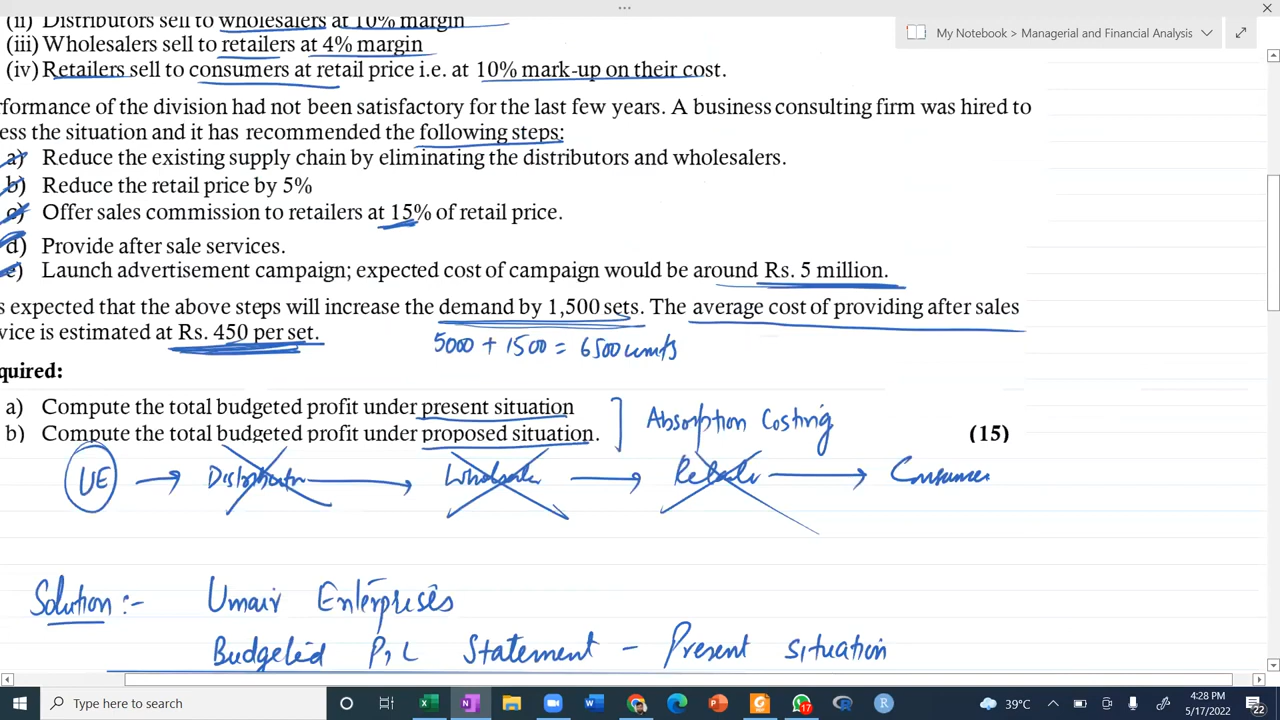 ...
(ii) Distributors sell to wholesalers at 10% margin
My Notebook > Managerial and Financial Analysis
(iii) Wholesalers sell to retailers at 4% margin
(iv) Retailers sell to consumers at retail price i.e. at 10% mark-up on their cost.
rformance of the division had not been satisfactory for the last few years. A business consulting firm was hired to
ess the situation and it has recommended the following steps:
a) Reduce the existing supply chain by eliminating the distributors and wholesalers.
b) Reduce the retail price by 5%
c) Offer sales commission to retailers at 15% of retail price.
d) Provide after sale services.
e) Launch advertisement campaign; expected cost of campaign would be around Rs. 5 million.
s expected that the above steps will increase the demand by 1,500 sets. The average cost of providing after sales
vice is estimated at Rs. 450 per set.
5000 + 1500 = 6500 units
quired:
a) Compute the total budgeted profit under present situation
b) Compute the total budgeted profit under proposed situation.
Absorption Costing
(15)
UE → Distributor → Wholesaler → Retailer → Consumer
Solution :- Umair Enterprises
Budgeted P,L Statement - Present situation
Type here to search
17
39°C
4:28 PM
5/17/2022
22